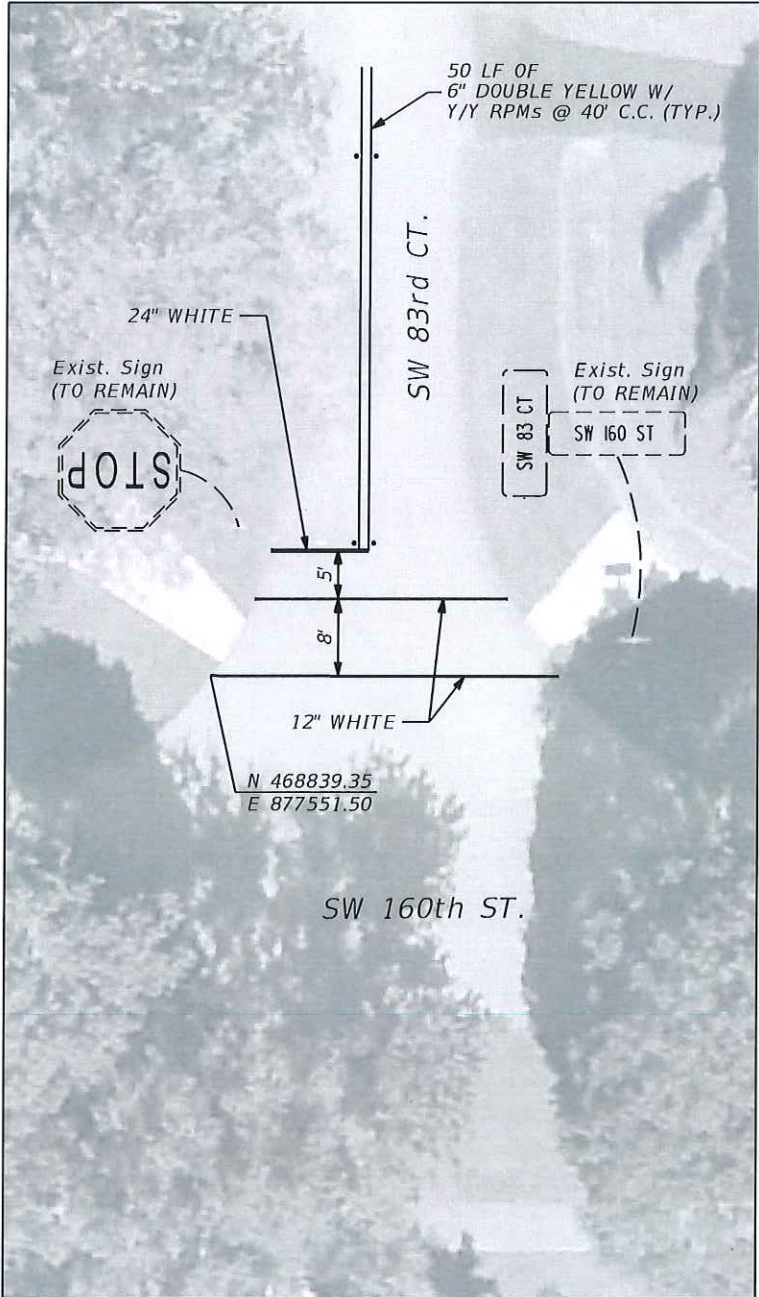 50 LF OF
6" DOUBLE YELLOW W/
Y/Y RPMs @ 40' C.C. (TYP.)
SW 83rd CT.
24" WHITE
Exist. Sign
(TO REMAIN)
STOP
Exist. Sign
(TO REMAIN)
SW 83 CT
SW 160 ST
5'
8'
12" WHITE
N 468839.35
E 877551.50
SW 160th ST.